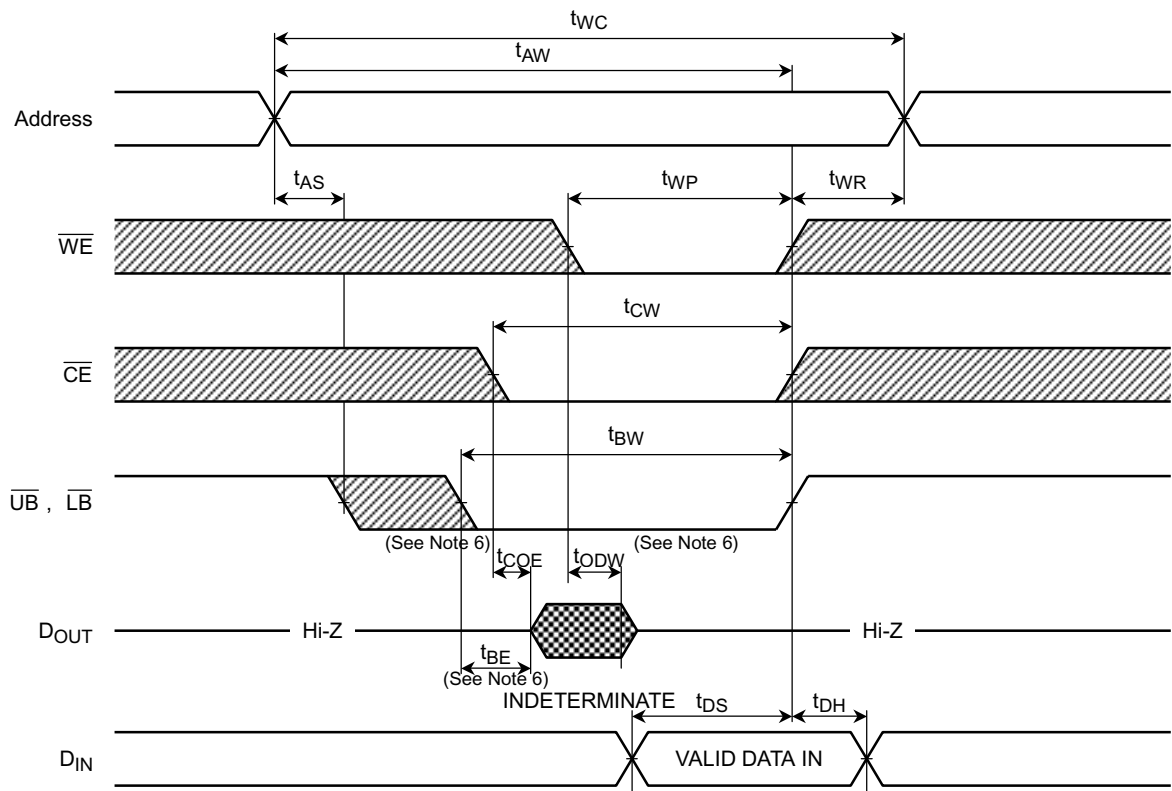 tWC
tAW
Address
tAS
tWP
tWR
WE
tCW
CE
tBW
UB , LB
(See Note 6)
(See Note 6)
tCOE
tODW
DOUT
Hi-Z
Hi-Z
tBE
(See Note 6)
INDETERMINATE
tDS
tDH
DIN
VALID DATA IN